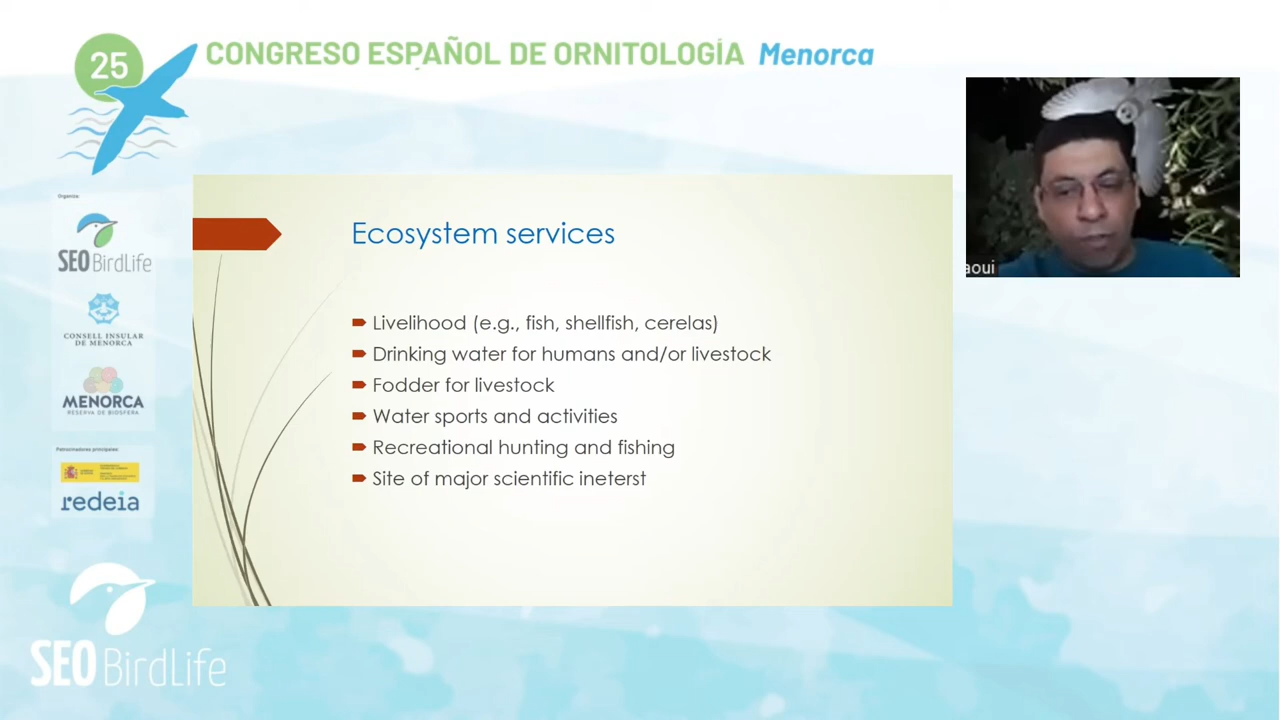 25
CONGRESO ESPAÑOL DE ORNITOLOGÍA Menorca
Organiza:
SEO BirdLife
CONSELL INSULAR
DE MENORCA
MENORCA
RESERVA DE BIOSFERA
Patrocinadores principales:
redeia
SEO BirdLife
Ecosystem services
Livelihood (e.g., fish, shellfish, cerelas)
Drinking water for humans and/or livestock
Fodder for livestock
Water sports and activities
Recreational hunting and fishing
Site of major scientific ineterst
aoui